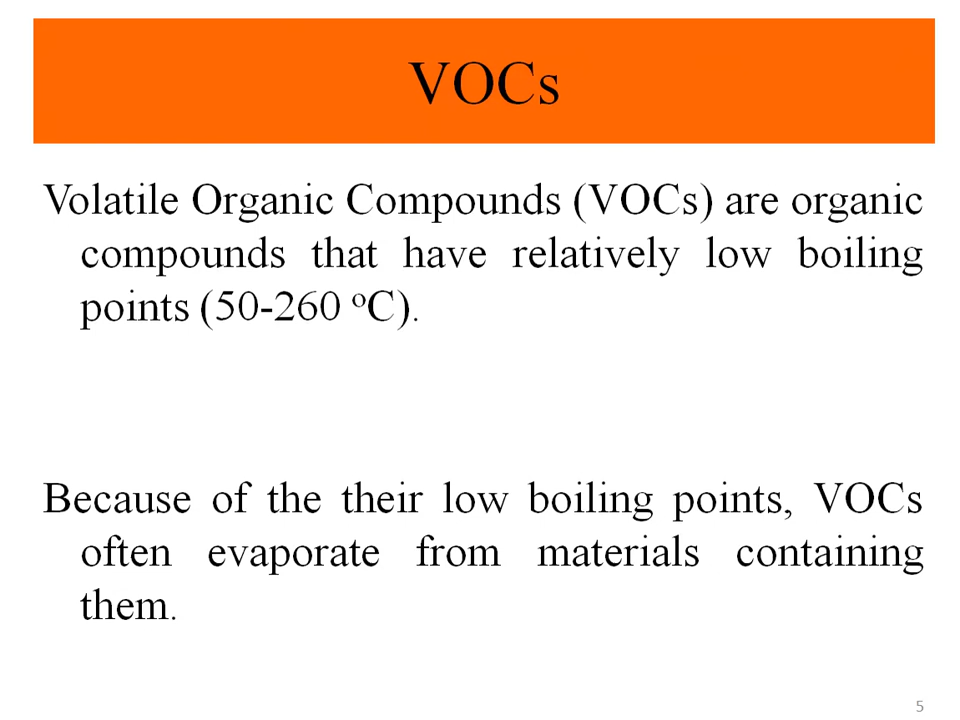 VOCs
Volatile Organic Compounds (VOCs) are organic
compounds that have relatively low boiling
points (50-260 ºC).
Because of the their low boiling points, VOCs
often evaporate from materials containing
them.
5